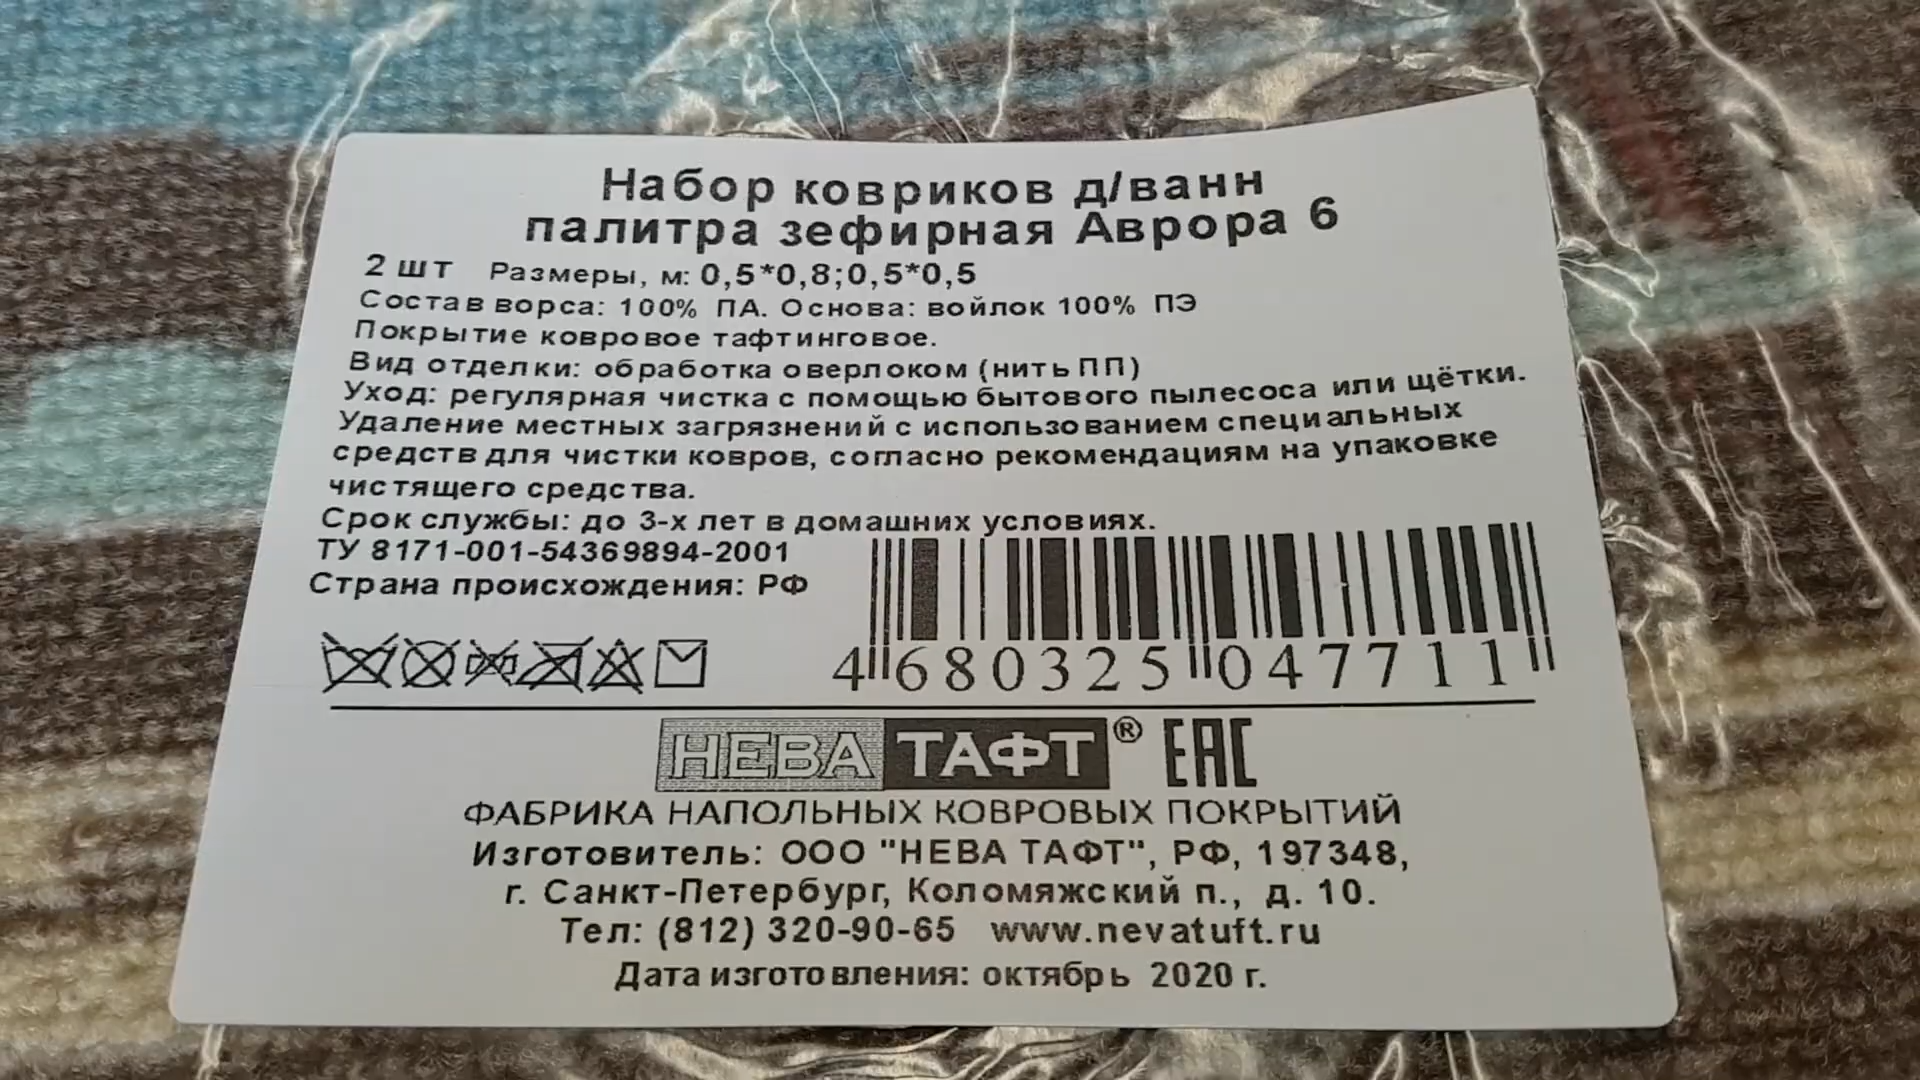 Набор ковриков д/ванн
палитра зефирная Аврора 6
2 шт Размеры, м: 0,5*0,8;0,5*0,5
Состав ворса: 100% ПА. Основа: войлок 100% ПЭ
Покрытие ковровое тафтинговое.
Вид отделки: обработка оверлоком (нить ПП)
Уход: регулярная чистка с помощью бытового пылесоса или щётки.
Удаление местных загрязнений с использованием специальных
средств для чистки ковров, согласно рекомендациям на упаковке
чистящего средства.
Срок службы: до 3-х лет в домашних условиях.
ТУ 8171-001-54369894-2001
Страна происхождения: РФ
4 680325 047711
НЕВА ТАФТ® EAC
ФАБРИКА НАПОЛЬНЫХ КОВРОВЫХ ПОКРЫТИЙ
Изготовитель: ООО "НЕВА ТАФТ", РФ, 197348,
г. Санкт-Петербург, Коломяжский п., д. 10.
Тел: (812) 320-90-65 www.nevatuft.ru
Дата изготовления: октябрь 2020 г.